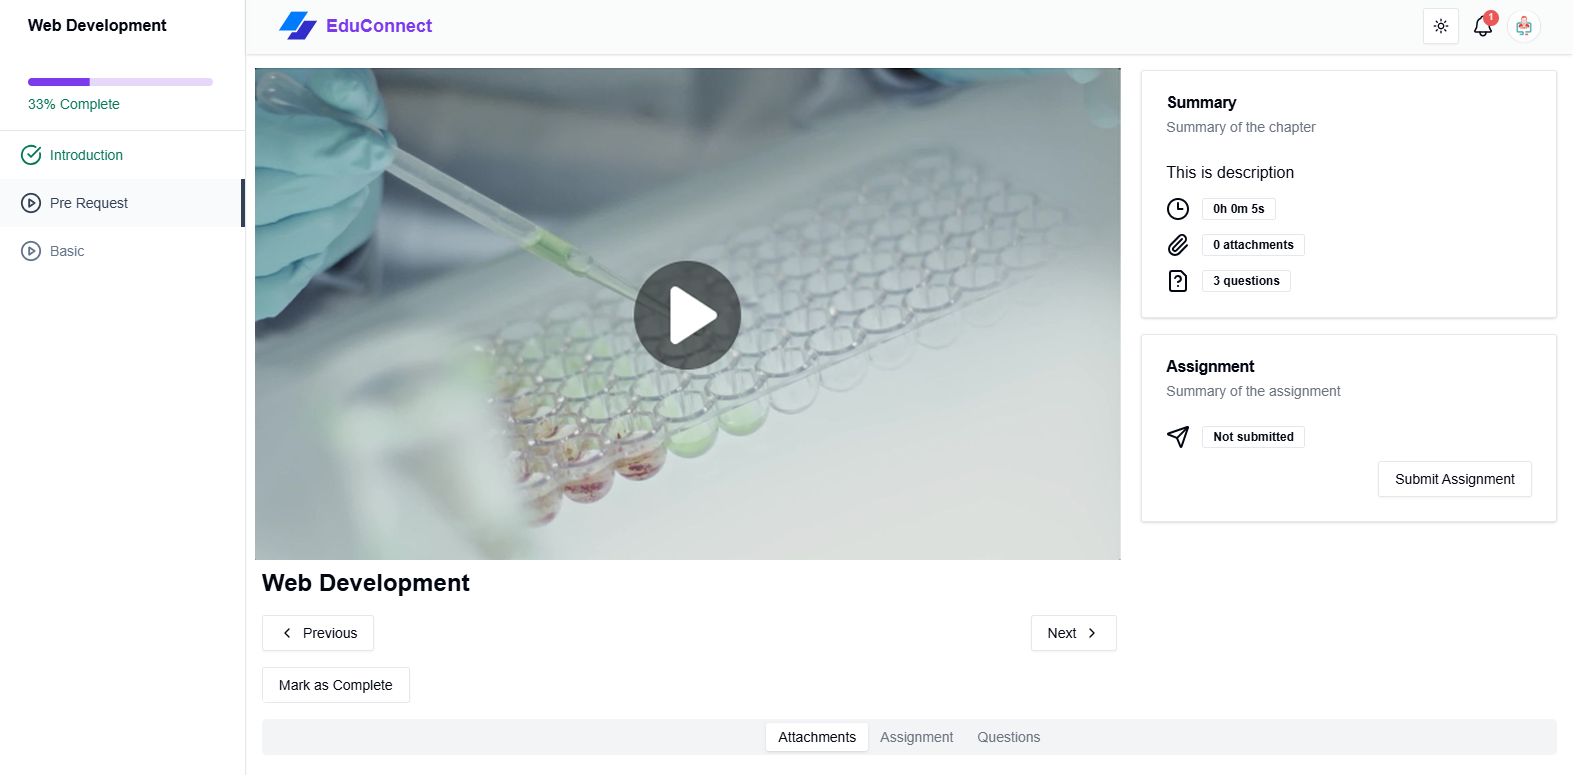 Web Development
33% Complete
Introduction
Pre Request
Basic
EduConnect
1
Web Development
Previous
Next
Mark as Complete
Attachments
Assignment
Questions
Summary
Summary of the chapter
This is description
0h 0m 5s
0 attachments
3 questions
Assignment
Summary of the assignment
Not submitted
Submit Assignment